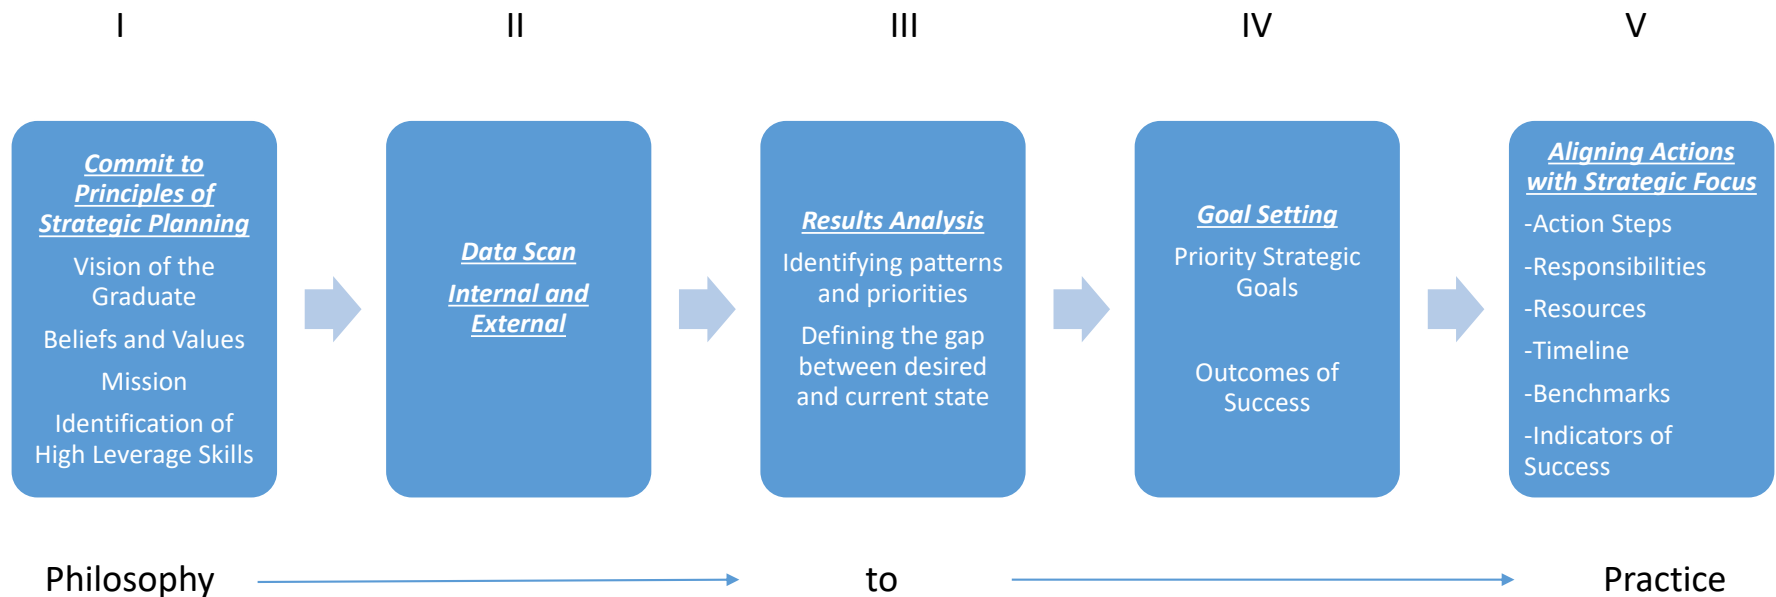 I
II
III
IV
V
Commit to
Principles of
Strategic Planning
Vision of the
Graduate
Beliefs and Values
Mission
Identification of
High Leverage Skills
Data Scan
Internal and
External
Results Analysis
Identifying patterns
and priorities
Defining the gap
between desired
and current state
Goal Setting
Priority Strategic
Goals
Outcomes of
Success
Aligning Actions
with Strategic Focus
-Action Steps
-Responsibilities
-Resources
-Timeline
-Benchmarks
-Indicators of
Success
Philosophy
to
Practice